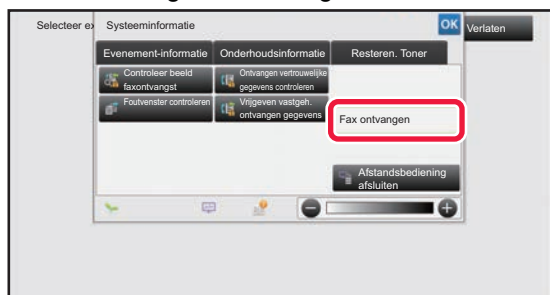 Selecteer ex
Systeeminformatie
OK
Verlaten
Evenement-informatie
Onderhoudsinformatie
Resteren. Toner
Controleer beeld
faxontvangst
Ontvangen vertrouwelijke
gegevens controleren
Foutvenster controleren
Vrijgeven vastgeh.
ontvangen gegevens
Fax ontvangen
Afstandsbediening
afsluiten